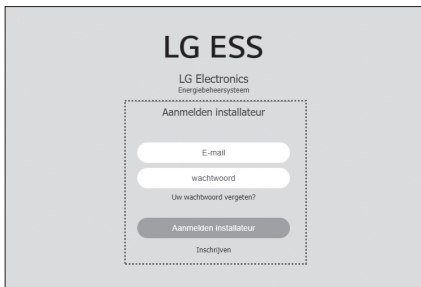 LG ESS
LG Electronics
Energiebeheersysteem
Aanmelden installateur
E-mail
wachtwoord
Uw wachtwoord vergeten?
Aanmelden installateur
Inschrijven